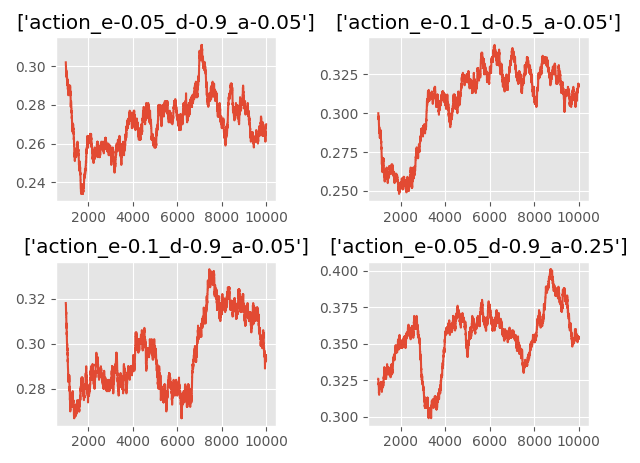 ['action_e-0.05_d-0.9_a-0.05']
0.30
0.28
0.26
0.24
2000 4000 6000 8000 10000
['action_e-0.1_d-0.5_a-0.05']
0.325
0.300
0.275
0.250
2000 4000 6000 8000 10000
['action_e-0.1_d-0.9_a-0.05']
0.32
0.30
0.28
2000 4000 6000 8000 10000
['action_e-0.05_d-0.9_a-0.25']
0.400
0.375
0.350
0.325
0.300
2000 4000 6000 8000 10000